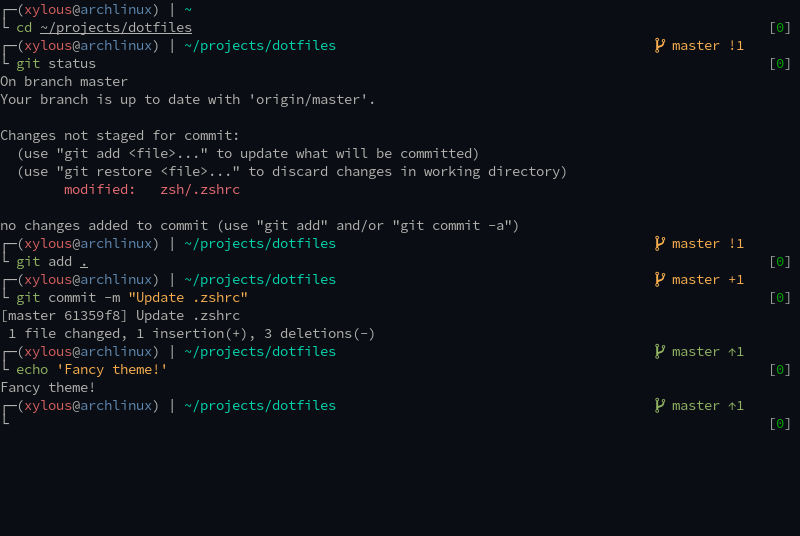 ┌─(xylous@archlinux) | ~
└ cd ~/projects/dotfiles [0]
┌─(xylous@archlinux) | ~/projects/dotfiles master !1
└ git status [0]
On branch master
Your branch is up to date with 'origin/master'.

Changes not staged for commit:
  (use "git add <file>..." to update what will be committed)
  (use "git restore <file>..." to discard changes in working directory)
        modified:   zsh/.zshrc

no changes added to commit (use "git add" and/or "git commit -a")
┌─(xylous@archlinux) | ~/projects/dotfiles master !1
└ git add . [0]
┌─(xylous@archlinux) | ~/projects/dotfiles master +1
└ git commit -m "Update .zshrc" [0]
[master 61359f8] Update .zshrc
 1 file changed, 1 insertion(+), 3 deletions(-)
┌─(xylous@archlinux) | ~/projects/dotfiles master ↑1
└ echo 'Fancy theme!' [0]
Fancy theme!
┌─(xylous@archlinux) | ~/projects/dotfiles master ↑1
└ [0]